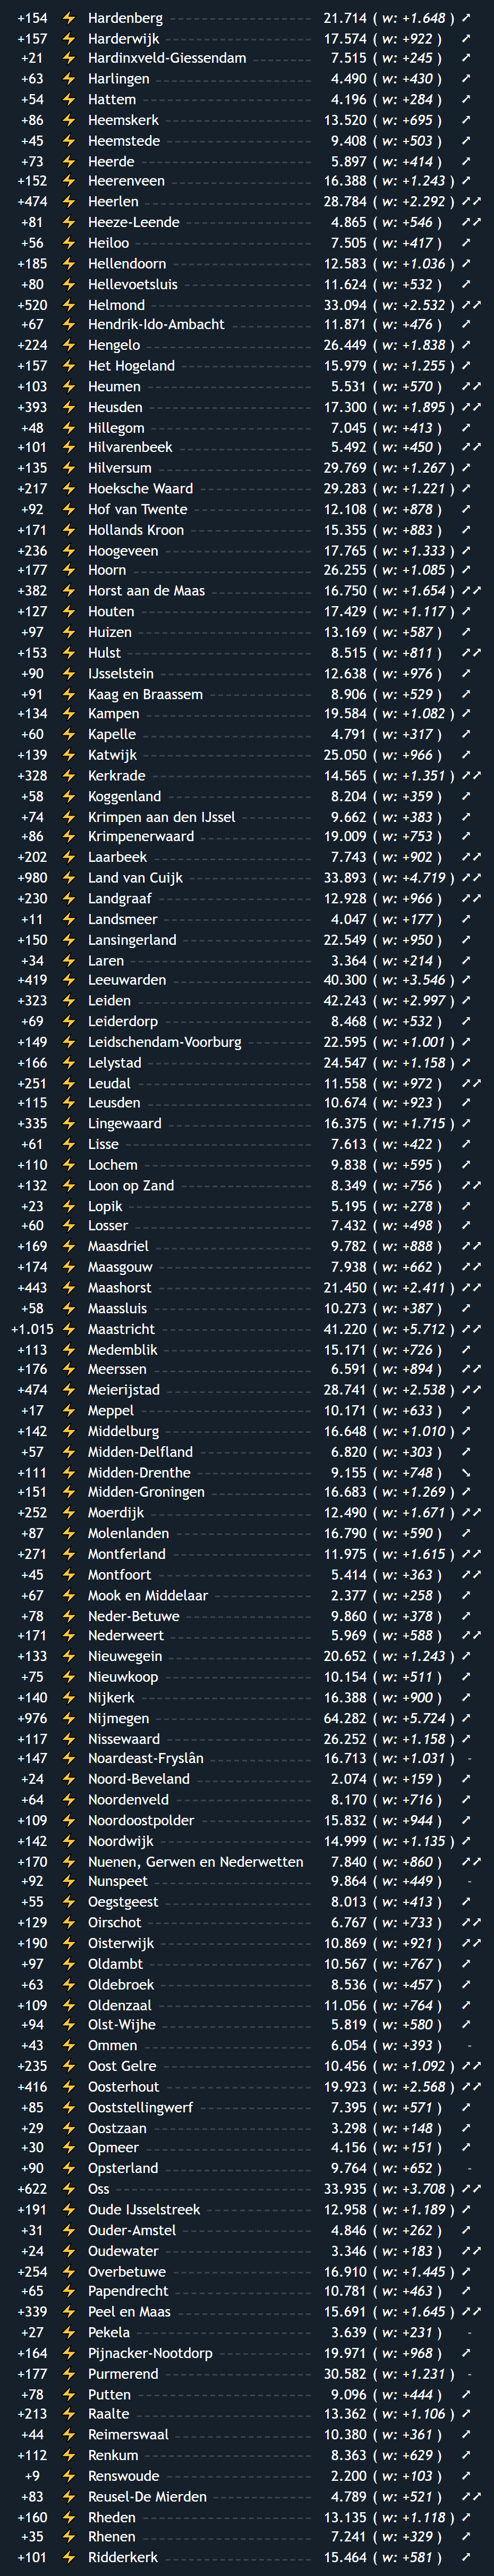 +154 ⚡ Hardenberg 21.714 ( w: +1.648 ) ➚
+157 ⚡ Harderwijk 17.574 ( w: +922 ) ➚
+21 ⚡ Hardinxveld-Giessendam 7.515 ( w: +245 ) ➚
+63 ⚡ Harlingen 4.490 ( w: +430 ) ➚
+54 ⚡ Hattem 4.196 ( w: +284 ) ➚
+86 ⚡ Heemskerk 13.520 ( w: +695 ) ➚
+45 ⚡ Heemstede 9.408 ( w: +503 ) ➚
+73 ⚡ Heerde 5.897 ( w: +414 ) ➚
+152 ⚡ Heerenveen 16.388 ( w: +1.243 ) ➚
+474 ⚡ Heerlen 28.784 ( w: +2.292 ) ➚➚
+81 ⚡ Heeze-Leende 4.865 ( w: +546 ) ➚➚
+56 ⚡ Heiloo 7.505 ( w: +417 ) ➚
+185 ⚡ Hellendoorn 12.583 ( w: +1.036 ) ➚
+80 ⚡ Hellevoetsluis 11.624 ( w: +532 ) ➚
+520 ⚡ Helmond 33.094 ( w: +2.532 ) ➚➚
+67 ⚡ Hendrik-Ido-Ambacht 11.871 ( w: +476 ) ➚
+224 ⚡ Hengelo 26.449 ( w: +1.838 ) ➚
+157 ⚡ Het Hogeland 15.979 ( w: +1.255 ) ➚
+103 ⚡ Heumen 5.531 ( w: +570 ) ➚➚
+393 ⚡ Heusden 17.300 ( w: +1.895 ) ➚➚
+48 ⚡ Hillegom 7.045 ( w: +413 ) ➚
+101 ⚡ Hilvarenbeek 5.492 ( w: +450 ) ➚➚
+135 ⚡ Hilversum 29.769 ( w: +1.267 ) ➚
+217 ⚡ Hoeksche Waard 29.283 ( w: +1.221 ) ➚
+92 ⚡ Hof van Twente 12.108 ( w: +878 ) ➚
+171 ⚡ Hollands Kroon 15.355 ( w: +883 ) ➚
+236 ⚡ Hoogeveen 17.765 ( w: +1.333 ) ➚
+177 ⚡ Hoorn 26.255 ( w: +1.085 ) ➚
+382 ⚡ Horst aan de Maas 16.750 ( w: +1.654 ) ➚➚
+127 ⚡ Houten 17.429 ( w: +1.117 ) ➚
+97 ⚡ Huizen 13.169 ( w: +587 ) ➚
+153 ⚡ Hulst 8.515 ( w: +811 ) ➚➚
+90 ⚡ IJsselstein 12.638 ( w: +976 ) ➚
+91 ⚡ Kaag en Braassem 8.906 ( w: +529 ) ➚
+134 ⚡ Kampen 19.584 ( w: +1.082 ) ➚
+60 ⚡ Kapelle 4.791 ( w: +317 ) ➚
+139 ⚡ Katwijk 25.050 ( w: +966 ) ➚
+328 ⚡ Kerkrade 14.565 ( w: +1.351 ) ➚➚
+58 ⚡ Koggenland 8.204 ( w: +359 ) ➚
+74 ⚡ Krimpen aan den IJssel 9.662 ( w: +383 ) ➚
+86 ⚡ Krimpenerwaard 19.009 ( w: +753 ) ➚
+202 ⚡ Laarbeek 7.743 ( w: +902 ) ➚➚
+980 ⚡ Land van Cuijk 33.893 ( w: +4.719 ) ➚➚
+230 ⚡ Landgraaf 12.928 ( w: +966 ) ➚➚
+11 ⚡ Landsmeer 4.047 ( w: +177 ) ➚
+150 ⚡ Lansingerland 22.549 ( w: +950 ) ➚
+34 ⚡ Laren 3.364 ( w: +214 ) ➚
+419 ⚡ Leeuwarden 40.300 ( w: +3.546 ) ➚
+323 ⚡ Leiden 42.243 ( w: +2.997 ) ➚
+69 ⚡ Leiderdorp 8.468 ( w: +532 ) ➚
+149 ⚡ Leidschendam-Voorburg 22.595 ( w: +1.001 ) ➚
+166 ⚡ Lelystad 24.547 ( w: +1.158 ) ➚
+251 ⚡ Leudal 11.558 ( w: +972 ) ➚➚
+115 ⚡ Leusden 10.674 ( w: +923 ) ➚
+335 ⚡ Lingewaard 16.375 ( w: +1.715 ) ➚
+61 ⚡ Lisse 7.613 ( w: +422 ) ➚
+110 ⚡ Lochem 9.838 ( w: +595 ) ➚
+132 ⚡ Loon op Zand 8.349 ( w: +756 ) ➚➚
+23 ⚡ Lopik 5.195 ( w: +278 ) ➚
+60 ⚡ Losser 7.432 ( w: +498 ) ➚
+169 ⚡ Maasdriel 9.782 ( w: +888 ) ➚➚
+174 ⚡ Maasgouw 7.938 ( w: +662 ) ➚➚
+443 ⚡ Maashorst 21.450 ( w: +2.411 ) ➚➚
+58 ⚡ Maassluis 10.273 ( w: +387 ) ➚
+1.015 ⚡ Maastricht 41.220 ( w: +5.712 ) ➚➚
+113 ⚡ Medemblik 15.171 ( w: +726 ) ➚
+176 ⚡ Meerssen 6.591 ( w: +894 ) ➚➚
+474 ⚡ Meierijstad 28.741 ( w: +2.538 ) ➚➚
+17 ⚡ Meppel 10.171 ( w: +633 ) ➚
+142 ⚡ Middelburg 16.648 ( w: +1.010 ) ➚
+57 ⚡ Midden-Delfland 6.820 ( w: +303 ) ➚
+111 ⚡ Midden-Drenthe 9.155 ( w: +748 ) ➘
+151 ⚡ Midden-Groningen 16.683 ( w: +1.269 ) ➚
+252 ⚡ Moerdijk 12.490 ( w: +1.671 ) ➚➚
+87 ⚡ Molenlanden 16.790 ( w: +590 ) ➚
+271 ⚡ Montferland 11.975 ( w: +1.615 ) ➚➚
+45 ⚡ Montfoort 5.414 ( w: +363 ) ➚➚
+67 ⚡ Mook en Middelaar 2.377 ( w: +258 ) ➚
+78 ⚡ Neder-Betuwe 9.860 ( w: +378 ) ➚
+171 ⚡ Nederweert 5.969 ( w: +588 ) ➚➚
+133 ⚡ Nieuwegein 20.652 ( w: +1.243 ) ➚
+75 ⚡ Nieuwkoop 10.154 ( w: +511 ) ➚
+140 ⚡ Nijkerk 16.388 ( w: +900 ) ➚
+976 ⚡ Nijmegen 64.282 ( w: +5.724 ) ➚
+117 ⚡ Nissewaard 26.252 ( w: +1.158 ) ➚
+147 ⚡ Noardeast-Fryslân 16.713 ( w: +1.031 ) -
+24 ⚡ Noord-Beveland 2.074 ( w: +159 ) ➚
+64 ⚡ Noordenveld 8.170 ( w: +716 ) ➚
+109 ⚡ Noordoostpolder 15.832 ( w: +944 ) ➚
+142 ⚡ Noordwijk 14.999 ( w: +1.135 ) ➚
+170 ⚡ Nuenen, Gerwen en Nederwetten 7.840 ( w: +860 ) ➚➚
+92 ⚡ Nunspeet 9.864 ( w: +449 ) -
+55 ⚡ Oegstgeest 8.013 ( w: +413 ) ➚
+129 ⚡ Oirschot 6.767 ( w: +733 ) ➚➚
+190 ⚡ Oisterwijk 10.869 ( w: +921 ) ➚➚
+97 ⚡ Oldambt 10.567 ( w: +767 ) ➚
+63 ⚡ Oldebroek 8.536 ( w: +457 ) ➚
+109 ⚡ Oldenzaal 11.056 ( w: +764 ) ➚
+94 ⚡ Olst-Wijhe 5.819 ( w: +580 ) ➚
+43 ⚡ Ommen 6.054 ( w: +393 ) -
+235 ⚡ Oost Gelre 10.456 ( w: +1.092 ) ➚➚
+416 ⚡ Oosterhout 19.923 ( w: +2.568 ) ➚➚
+85 ⚡ Ooststellingwerf 7.395 ( w: +571 ) ➚
+29 ⚡ Oostzaan 3.298 ( w: +148 ) ➚
+30 ⚡ Opmeer 4.156 ( w: +151 ) ➚
+90 ⚡ Opsterland 9.764 ( w: +652 ) -
+622 ⚡ Oss 33.935 ( w: +3.708 ) ➚➚
+191 ⚡ Oude IJsselstreek 12.958 ( w: +1.189 ) ➚
+31 ⚡ Ouder-Amstel 4.846 ( w: +262 ) ➚
+24 ⚡ Oudewater 3.346 ( w: +183 ) ➚➚
+254 ⚡ Overbetuwe 16.910 ( w: +1.445 ) ➚
+65 ⚡ Papendrecht 10.781 ( w: +463 ) ➚
+339 ⚡ Peel en Maas 15.691 ( w: +1.645 ) ➚➚
+27 ⚡ Pekela 3.639 ( w: +231 ) -
+164 ⚡ Pijnacker-Nootdorp 19.971 ( w: +968 ) ➚
+177 ⚡ Purmerend 30.582 ( w: +1.231 ) -
+78 ⚡ Putten 9.096 ( w: +444 ) ➚
+213 ⚡ Raalte 13.362 ( w: +1.106 ) ➚
+44 ⚡ Reimerswaal 10.380 ( w: +361 ) ➚
+112 ⚡ Renkum 8.363 ( w: +629 ) ➚
+9 ⚡ Renswoude 2.200 ( w: +103 ) ➚
+83 ⚡ Reusel-De Mierden 4.789 ( w: +521 ) ➚➚
+160 ⚡ Rheden 13.135 ( w: +1.118 ) ➚
+35 ⚡ Rhenen 7.241 ( w: +329 ) ➚
+101 ⚡ Ridderkerk 15.464 ( w: +581 ) ➚